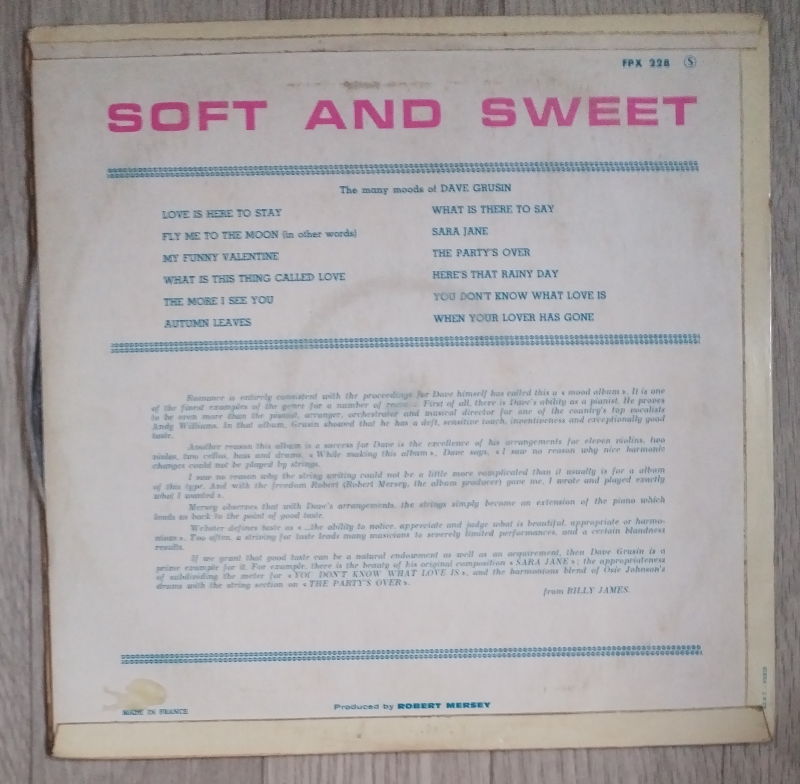 FPX 228 Ⓢ
SOFT AND SWEET
The many moods of DAVE GRUSIN
LOVE IS HERE TO STAY
FLY ME TO THE MOON (in other words)
MY FUNNY VALENTINE
WHAT IS THIS THING CALLED LOVE
THE MORE I SEE YOU
AUTUMN LEAVES
WHAT IS THERE TO SAY
SARA JANE
THE PARTY'S OVER
HERE'S THAT RAINY DAY
YOU DON'T KNOW WHAT LOVE IS
WHEN YOUR LOVER HAS GONE
Romance is entirely consistent with the proceedings for Dave himself has called this a « mood album ». It is one
of the finest examples of the genre for a number of First of all, there is Dave's ability as a pianist. He proves
to be even more than the pianist, arranger, orchestrator and musical director for one of the country's top vocalists
Andy Williams. In that album, Grusin showed that he has a deft, sensitive touch, inventiveness and exceptionally good
taste.
Another reason this album is a success for Dave is the excellence of his arrangements for eleven violins, two
violas, two cellos, bass and drums. « While making this album », Dave says, « I saw no reason why nice harmonic
changes could not be played by strings.
I saw no reason why the string writing could not be a little more complicated than it usually is for a album
of this type. And with the freedom Robert (Robert Mersey, the album producer) gave me, I wrote and played exactly
what I wanted ».
Mersey observes that with Dave's arrangements, the strings simply become an extension of the piano which
leads us back to the point of good taste.
Webster defines taste as « ...the ability to notice, appreciate and judge what is beautiful, appropriate or harmo-
nious ». Too often, a striving for taste leads many musicians to severely limited performances, and a certain blandness
results.
If we grant that good taste can be a natural endowment as well as an acquirement, then Dave Grusin is a
prime example for it. For example, there is the beauty of his original composition « SARA JANE »; the appropriateness
of subdividing the meter for « YOU DON'T KNOW WHAT LOVE IS », and the harmonious blend of Osie Johnson's
drums with the string section on « THE PARTY'S OVER ».
from BILLY JAMES.
MADE IN FRANCE
Produced by ROBERT MERSEY